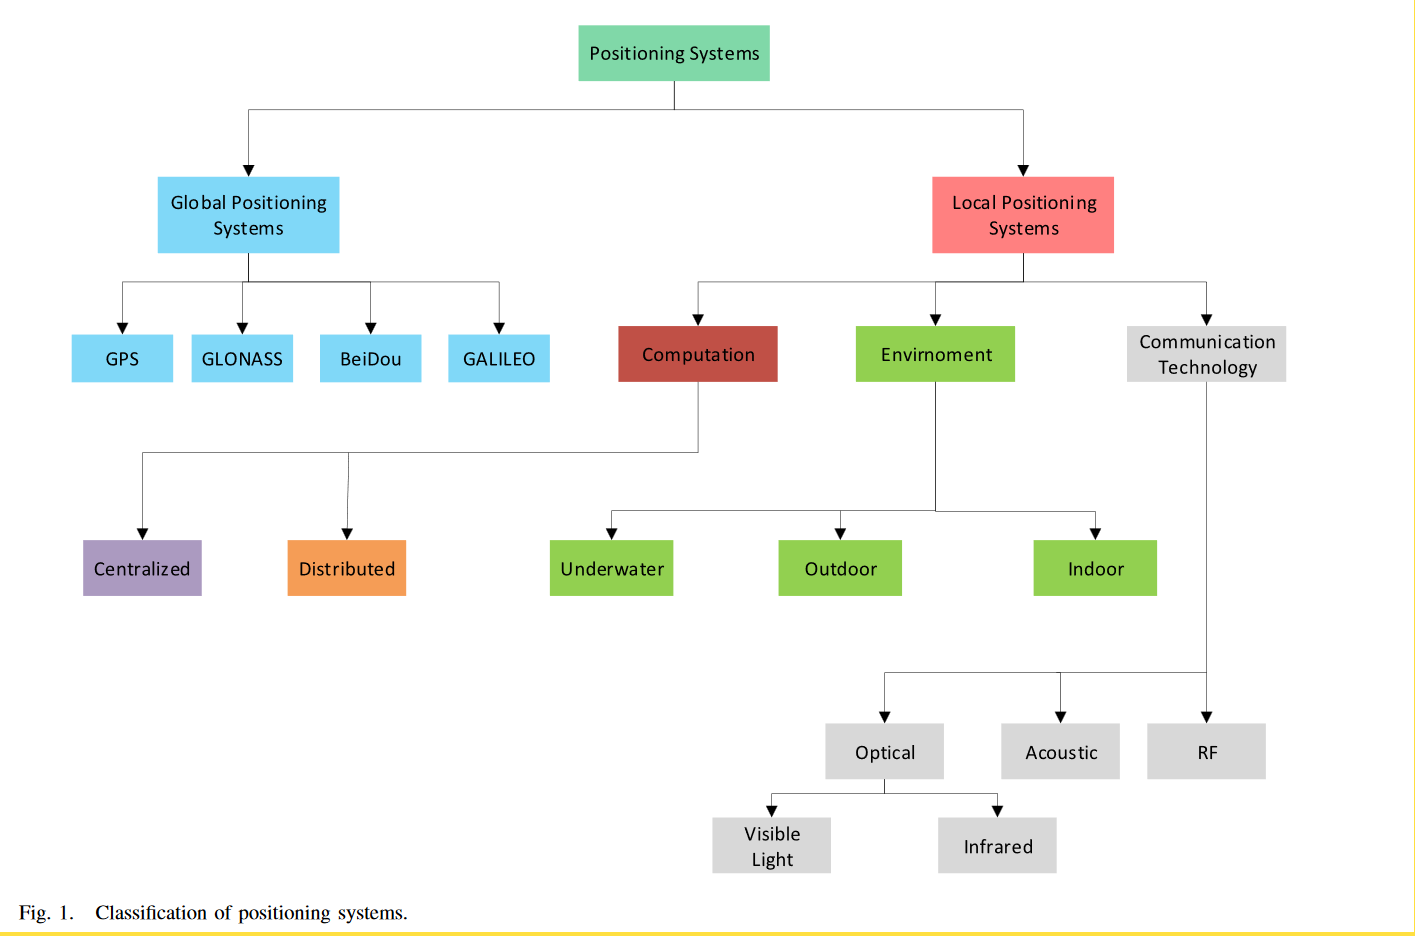 Positioning Systems
Global Positioning
Systems
Local Positioning
Systems
GPS
GLONASS
BeiDou
GALILEO
Computation
Envirnoment
Communication
Technology
Centralized
Distributed
Underwater
Outdoor
Indoor
Optical
Acoustic
RF
Visible
Light
Infrared
Fig. 1. Classification of positioning systems.